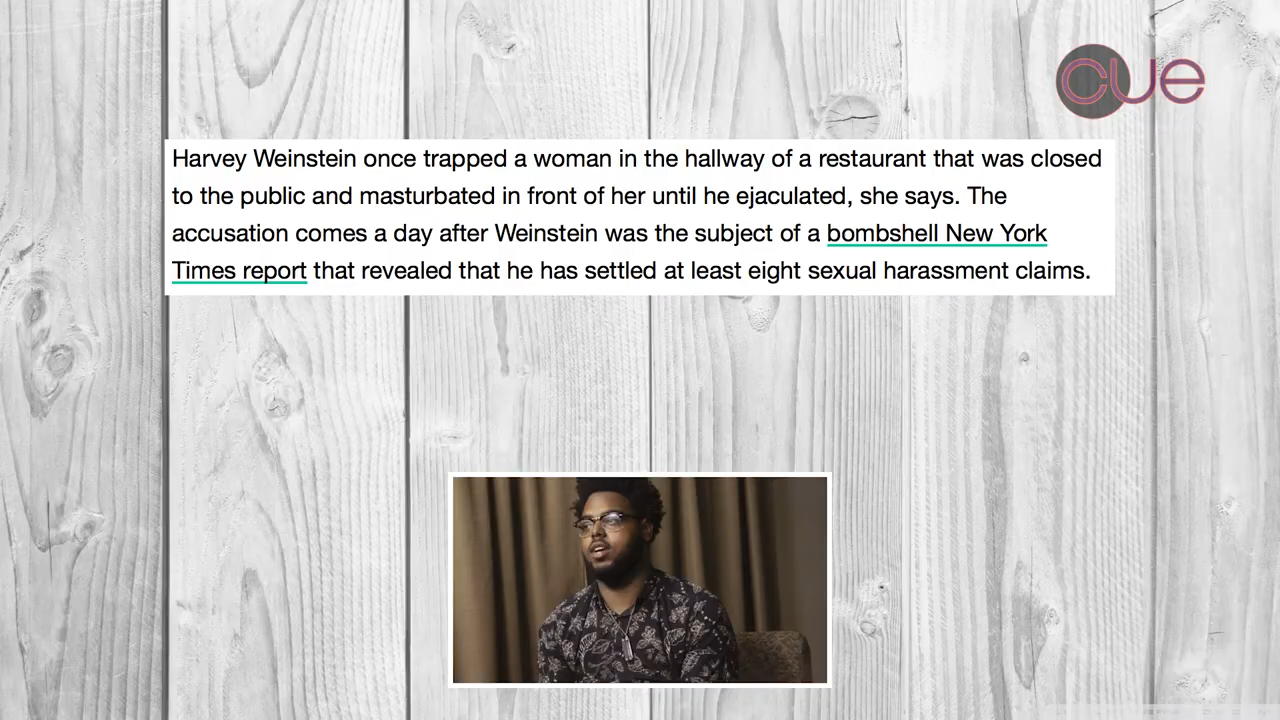 CUE
Harvey Weinstein once trapped a woman in the hallway of a restaurant that was closed
to the public and masturbated in front of her until he ejaculated, she says. The
accusation comes a day after Weinstein was the subject of a bombshell New York
Times report that revealed that he has settled at least eight sexual harassment claims.